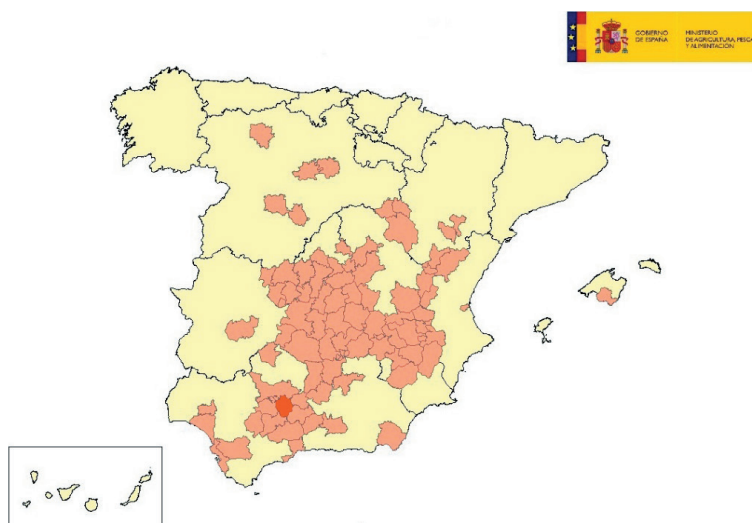 GOBIERNO
DE ESPAÑA
MINISTERIO
DE AGRICULTURA, PESCA
Y ALIMENTACIÓN